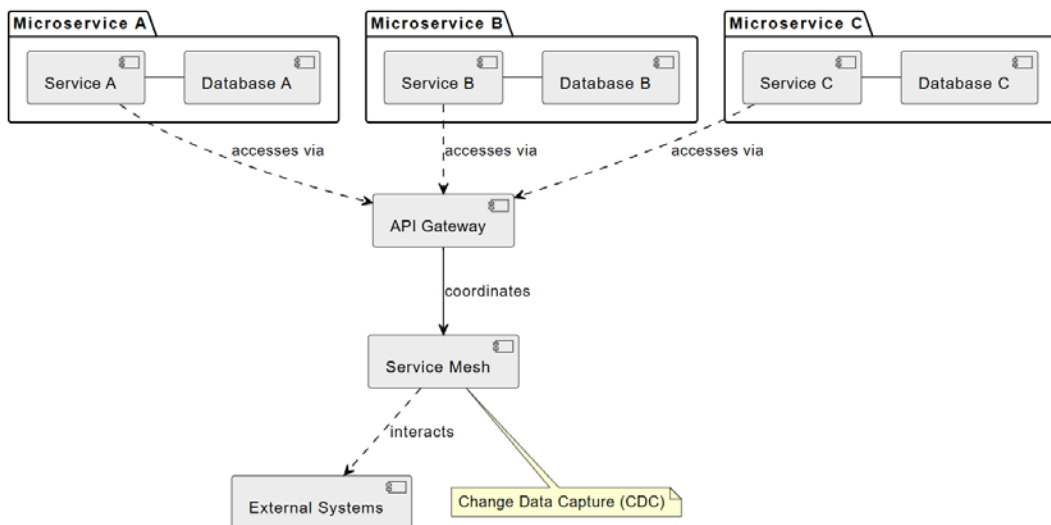 Microservice A
Microservice B
Microservice C
Service A
Database A
Service B
Database B
Service C
Database C
accesses via
accesses via
accesses via
API Gateway
coordinates
Service Mesh
interacts
External Systems
Change Data Capture (CDC)